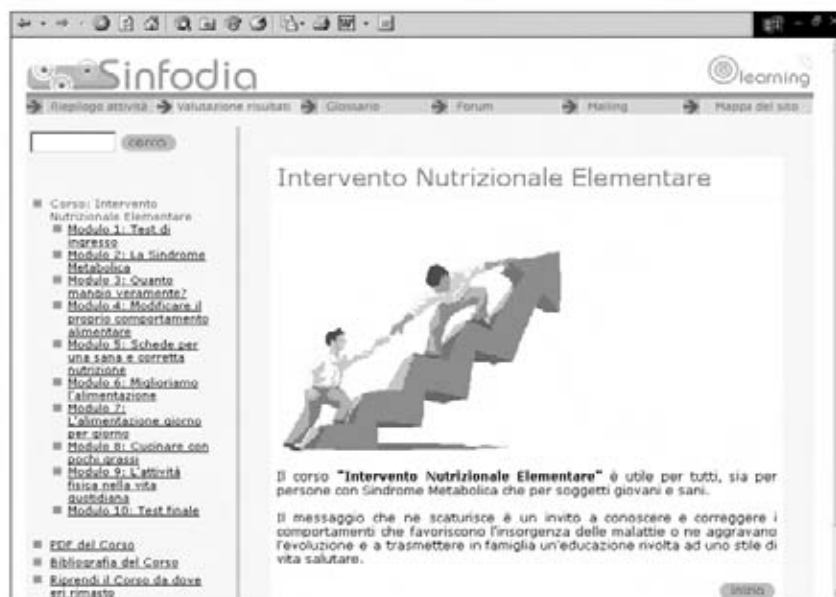 Sinfodia
learning
Riepilogo attività
Valutazione risultati
Glossario
Forum
Mailing
Mappa del sito
cerca
Corso: Intervento
Nutrizionale Elementare
Modulo 1: Test di
ingresso
Modulo 2: La Sindrome
Metabolica
Modulo 3: Quanto
mangio veramente?
Modulo 4: Modificare il
proprio comportamento
alimentare
Modulo 5: Schede per
una sana e corretta
nutrizione
Modulo 6: Miglioriamo
l'alimentazione
Modulo 7:
L'alimentazione giorno
per giorno
Modulo 8: Cucinare con
pochi grassi
Modulo 9: L'attività
fisica nella vita
quotidiana
Modulo 10: Test finale
PDF del Corso
Bibliografia del Corso
Riprendi il Corso da dove
eri rimasto
Intervento Nutrizionale Elementare
Il corso "Intervento Nutrizionale Elementare" è utile per tutti, sia per
persone con Sindrome Metabolica che per soggetti giovani e sani.
Il messaggio che ne scaturisce è un invito a conoscere e correggere i
comportamenti che favoriscono l'insorgenza delle malattie o ne aggravano
l'evoluzione e a trasmettere in famiglia un'educazione rivolta ad uno stile di
vita salutare.
inizio